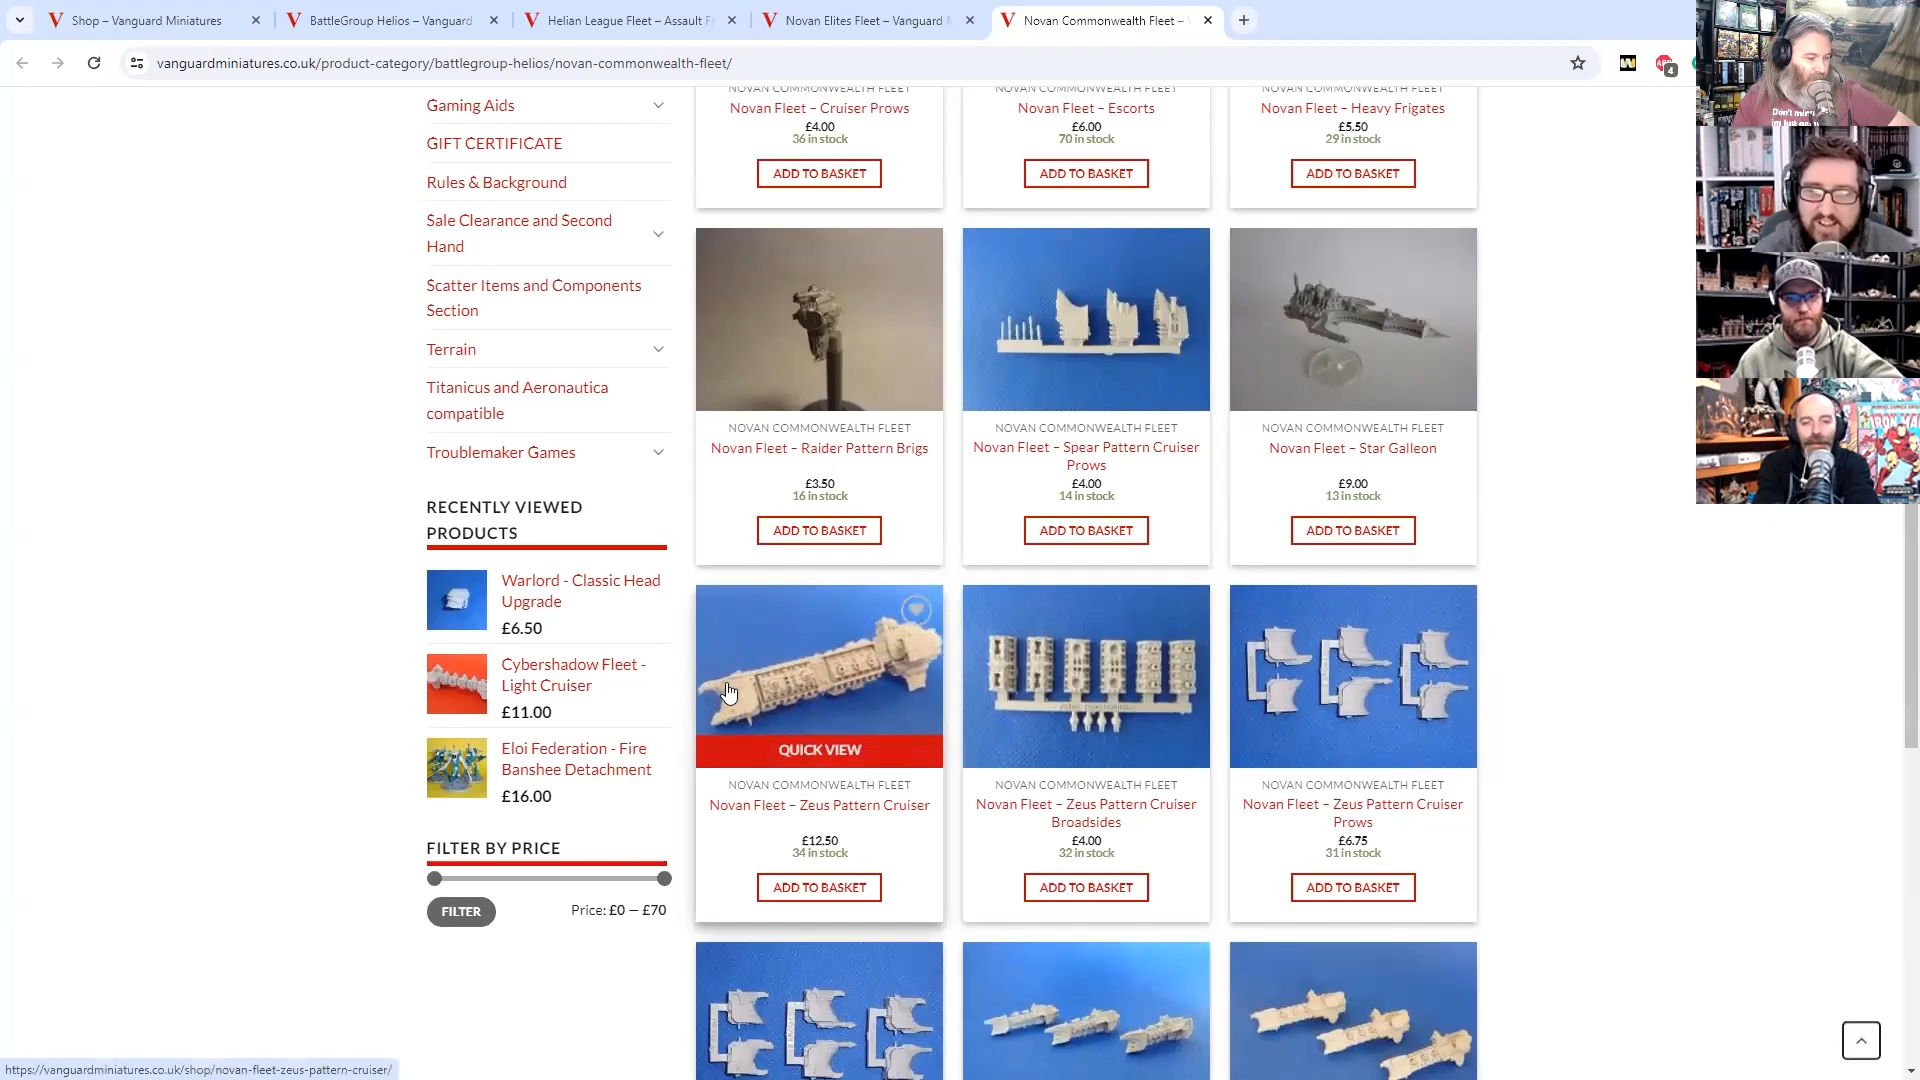 Shop – Vanguard Miniatures
BattleGroup Helios – Vanguard
Helian League Fleet – Assault
Novan Elites Fleet – Vanguard
Novan Commonwealth Fleet –
vanguardminiatures.co.uk/product-category/battlegroup-helios/novan-commonwealth-fleet/
4
Gaming Aids
GIFT CERTIFICATE
Rules & Background
Sale Clearance and Second
Hand
Scatter Items and Components
Section
Terrain
Titanicus and Aeronautica
compatible
Troublemaker Games
RECENTLY VIEWED
PRODUCTS
Warlord - Classic Head
Upgrade
£6.50
Cybershadow Fleet -
Light Cruiser
£11.00
Eloi Federation - Fire
Banshee Detachment
£16.00
FILTER BY PRICE
FILTER
Price: £0 — £70
NOVAN COMMONWEALTH FLEET
Novan Fleet – Cruiser Prows
£4.00
36 in stock
ADD TO BASKET
NOVAN COMMONWEALTH FLEET
Novan Fleet – Escorts
£6.00
70 in stock
ADD TO BASKET
NOVAN COMMONWEALTH FLEET
Novan Fleet – Heavy Frigates
£5.50
29 in stock
ADD TO BASKET
NOVAN COMMONWEALTH FLEET
Novan Fleet – Raider Pattern Brigs
£3.50
16 in stock
ADD TO BASKET
NOVAN COMMONWEALTH FLEET
Novan Fleet – Spear Pattern Cruiser
Prows
£4.00
14 in stock
ADD TO BASKET
NOVAN COMMONWEALTH FLEET
Novan Fleet – Star Galleon
£9.00
13 in stock
ADD TO BASKET
QUICK VIEW
NOVAN COMMONWEALTH FLEET
Novan Fleet – Zeus Pattern Cruiser
£12.50
34 in stock
ADD TO BASKET
NOVAN COMMONWEALTH FLEET
Novan Fleet – Zeus Pattern Cruiser
Broadsides
£4.00
32 in stock
ADD TO BASKET
NOVAN COMMONWEALTH FLEET
Novan Fleet – Zeus Pattern Cruiser
Prows
£6.75
31 in stock
ADD TO BASKET
Don't
IRON
https://vanguardminiatures.co.uk/shop/novan-fleet-zeus-pattern-cruiser/